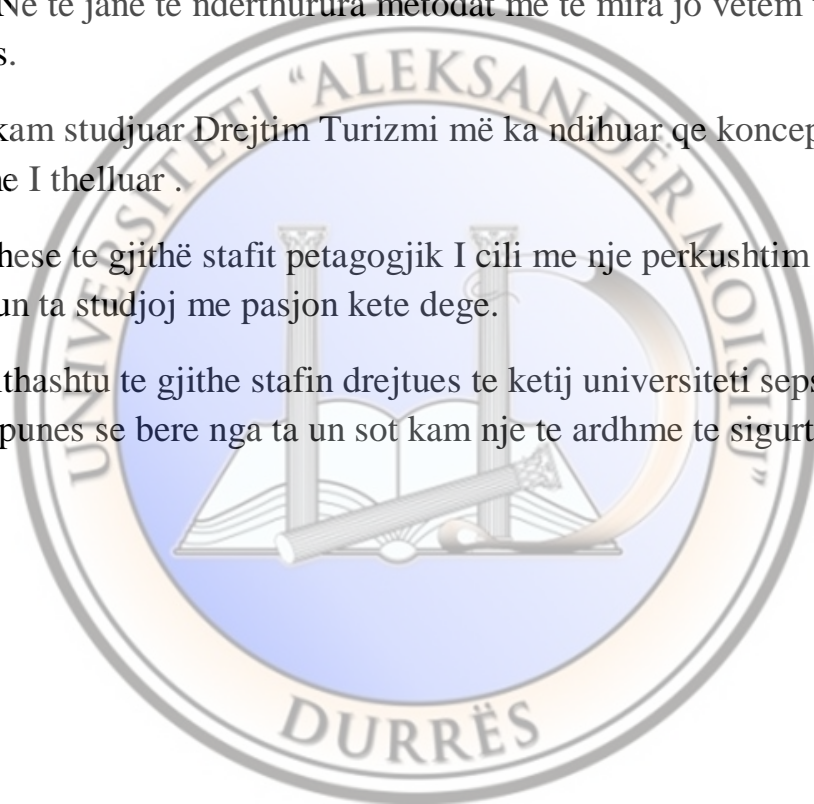 Ne te jane te nderthurura metodat me te mira jo vetem
s.
kam studjuar Drejtim Turizmi më ka ndihuar qe koncep
ne I thelluar .
hese te gjithë stafit petagogjik I cili me nje perkushtim
un ta studjoj me pasjon kete dege.
ithashtu te gjithe stafin drejtues te ketij universiteti seps
punes se bere nga ta un sot kam nje te ardhme te sigurt
UNIVERSITETI “ALEKSANDËR MOISIU”
DURRËS